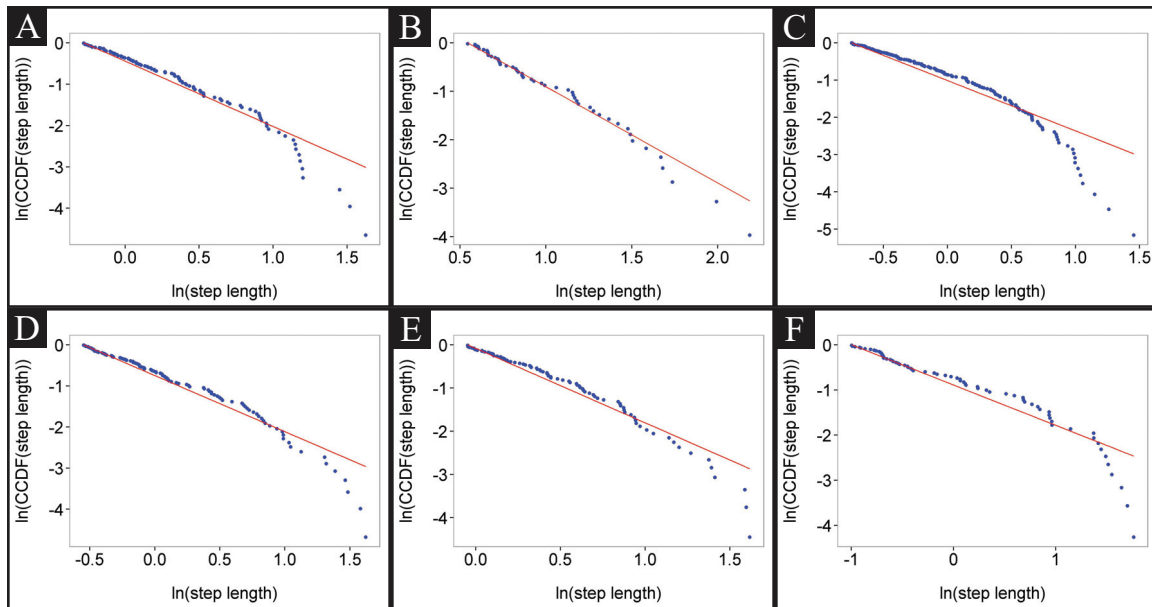 A
ln(CCDF(step length))
0
-1
-2
-3
-4
0.0 0.5 1.0 1.5
ln(step length)
B
ln(CCDF(step length))
0
-1
-2
-3
-4
0.5 1.0 1.5 2.0
ln(step length)
C
ln(CCDF(step length))
0
-1
-2
-3
-4
-5
-0.5 0.0 0.5 1.0 1.5
ln(step length)
D
ln(CCDF(step length))
0
-1
-2
-3
-4
-0.5 0.0 0.5 1.0 1.5
ln(step length)
E
ln(CCDF(step length))
0
-1
-2
-3
-4
0.0 0.5 1.0 1.5
ln(step length)
F
ln(CCDF(step length))
0
-1
-2
-3
-4
-1 0 1
ln(step length)